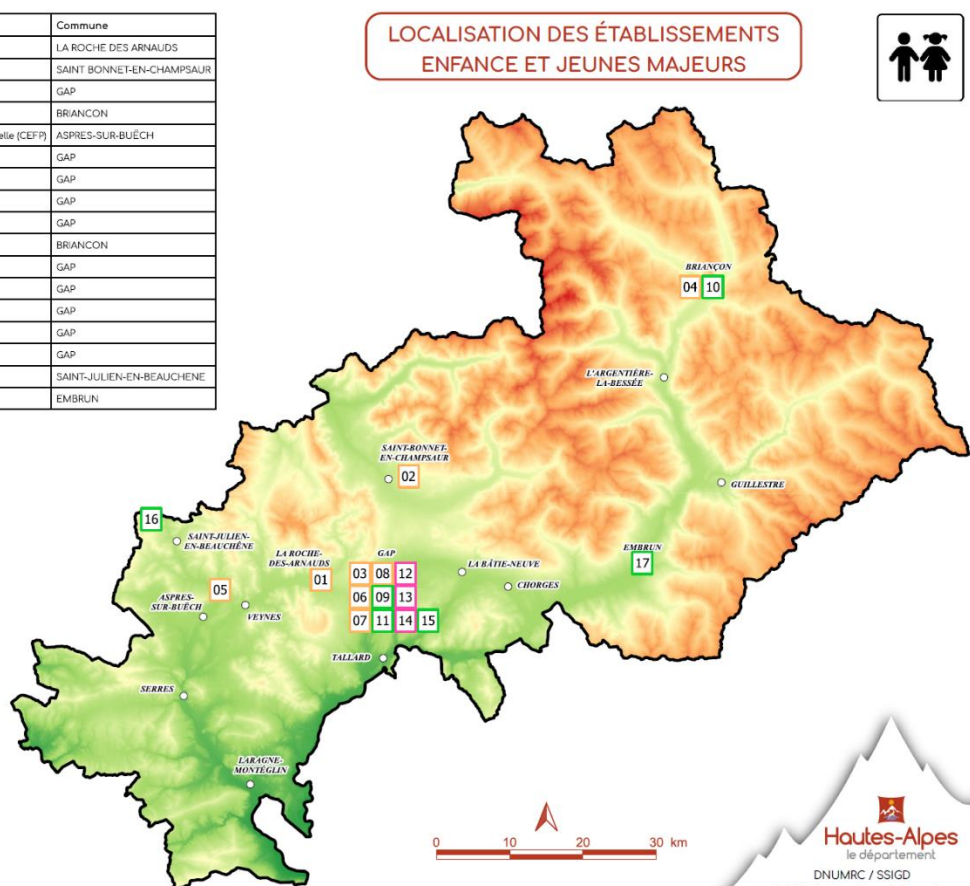 Commune
LA ROCHE DES ARNAUDS
SAINT BONNET-EN-CHAMPSAUR
GAP
BRIANCON
elle (CEFP) ASPRES-SUR-BUËCH
GAP
GAP
GAP
GAP
BRIANCON
GAP
GAP
GAP
GAP
GAP
SAINT-JULIEN-EN-BEAUCHENE
EMBRUN
LOCALISATION DES ÉTABLISSEMENTS
ENFANCE ET JEUNES MAJEURS
BRIANÇON
04 10
L'ARGENTIÈRE-
LA-BESSÉE
SAINT-BONNET-
EN-CHAMPSAUR
02
GUILLESTRE
16
SAINT-JULIEN-
EN-BEAUCHÊNE
LA ROCHE-
DES-ARNAUDS
01
GAP
03 08 12
06 09 13
07 11 14 15
LA BÂTIE-NEUVE
CHORGES
EMBRUN
17
05
ASPRES-
SUR-BUËCH
VEYNES
TALLARD
SERRES
LARAGNE-
MONTÉGLIN
0 10 20 30 km
Hautes-Alpes
le département
DNUMRC / SSIGD